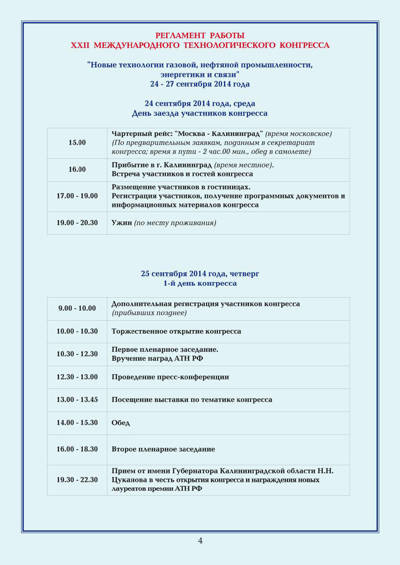 РЕГЛАМЕНТ РАБОТЫ
XXII МЕЖДУНАРОДНОГО ТЕХНОЛОГИЧЕСКОГО КОНГРЕССА
"Новые технологии газовой, нефтяной промышленности,
энергетики и связи"
24 - 27 сентября 2014 года
24 сентября 2014 года, среда
День заезда участников конгресса
15.00
Чартерный рейс: "Москва - Калининград" (время московское)
(По предварительным заявкам, поданным в секретариат
конгресса; время в пути - 2 час.00 мин., обед в самолете)
16.00
Прибытие в г. Калининград (время местное).
Встреча участников и гостей конгресса
17.00 - 19.00
Размещение участников в гостиницах.
Регистрация участников, получение программных документов и
информационных материалов конгресса
19.00 - 20.30
Ужин (по месту проживания)
25 сентября 2014 года, четверг
1-й день конгресса
9.00 - 10.00
Дополнительная регистрация участников конгресса
(прибывших позднее)
10.00 - 10.30
Торжественное открытие конгресса
10.30 - 12.30
Первое пленарное заседание.
Вручение наград АТН РФ
12.30 - 13.00
Проведение пресс-конференции
13.00 - 13.45
Посещение выставки по тематике конгресса
14.00 - 15.30
Обед
16.00 - 18.30
Второе пленарное заседание
19.30 - 22.30
Прием от имени Губернатора Калининградской области Н.Н.
Цуканова в честь открытия конгресса и награждения новых
лауреатов премии АТН РФ
4